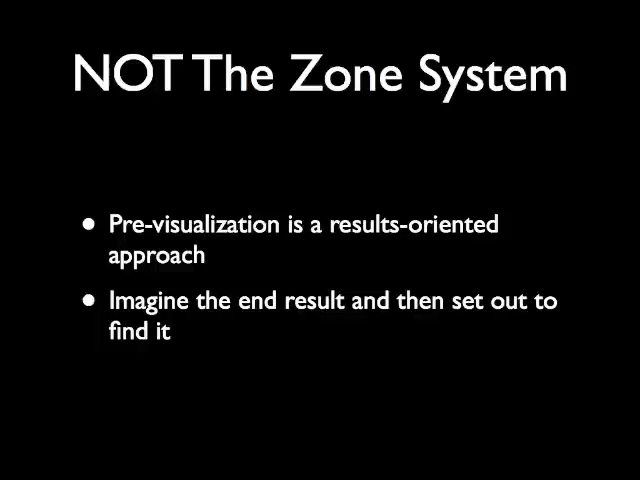 NOT The Zone System
• Pre-visualization is a results-oriented
approach
• Imagine the end result and then set out to
find it